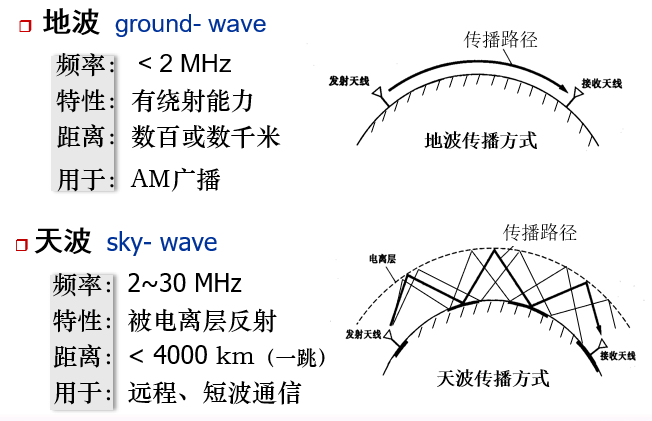 地波 ground- wave
频率： < 2 MHz
特性： 有绕射能力
距离： 数百或数千米
用于： AM广播
传播路径
发射天线
接收天线
地波传播方式
天波 sky- wave
频率： 2~30 MHz
特性： 被电离层反射
距离： < 4000 km（一跳）
用于： 远程、短波通信
传播路径
电离层
发射天线
接收天线
天波传播方式